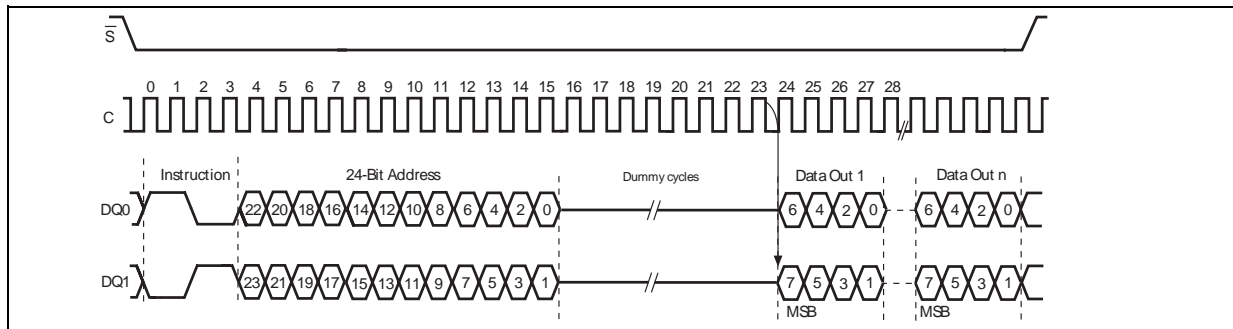 S
0 1 2 3 4 5 6 7 8 9 10 11 12 13 14 15 16 17 18 19 20 21 22 23 24 25 26 27 28
C
Instruction 24-Bit Address Dummy cycles Data Out 1 Data Out n
DQ0 22 20 18 16 14 12 10 8 6 4 2 0 6 4 2 0 6 4 2 0
DQ1 23 21 19 17 15 13 11 9 7 5 3 1 7 5 3 1 7 5 3 1
MSB MSB